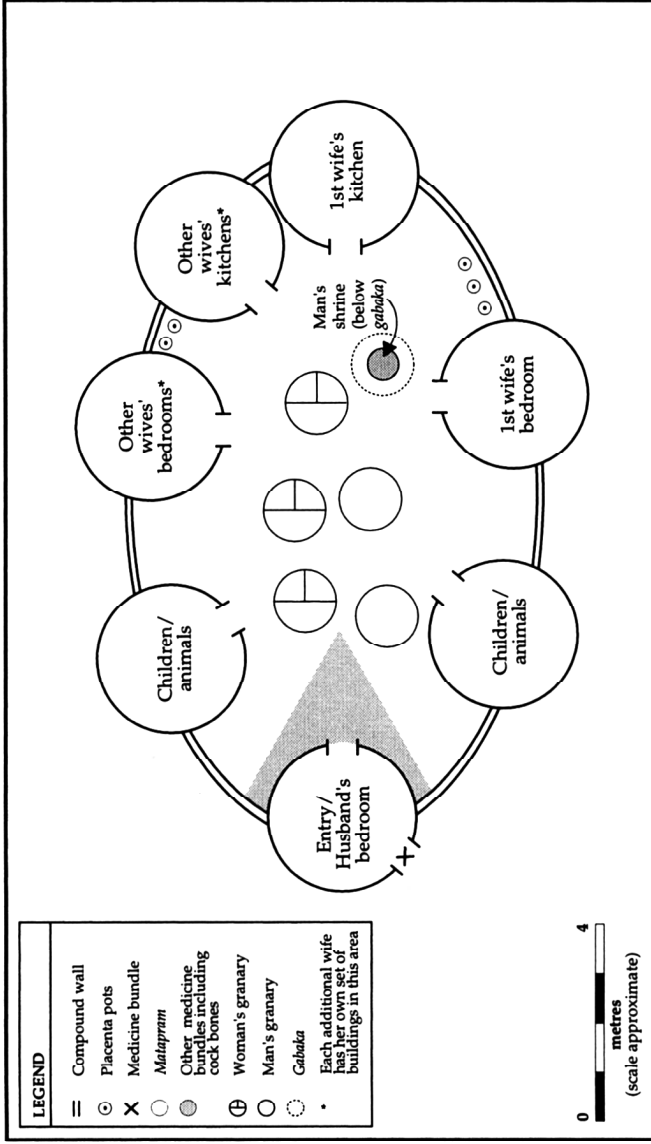 LEGEND
Compound wall
Placenta pots
Medicine bundle
Matapram
Other medicine
bundles including
cock bones
Woman's granary
Man's granary
Gabaka
* Each additional wife
has her own set of
buildings in this area
Other
wives'
kitchens*
1st wife's
kitchen
Other
wives'
bedrooms*
Man's
shrine
(below
gabaka)
1st wife's
bedroom
Children/
animals
Children/
animals
Entry/
Husband's
bedroom
0 4
metres
(scale approximate)